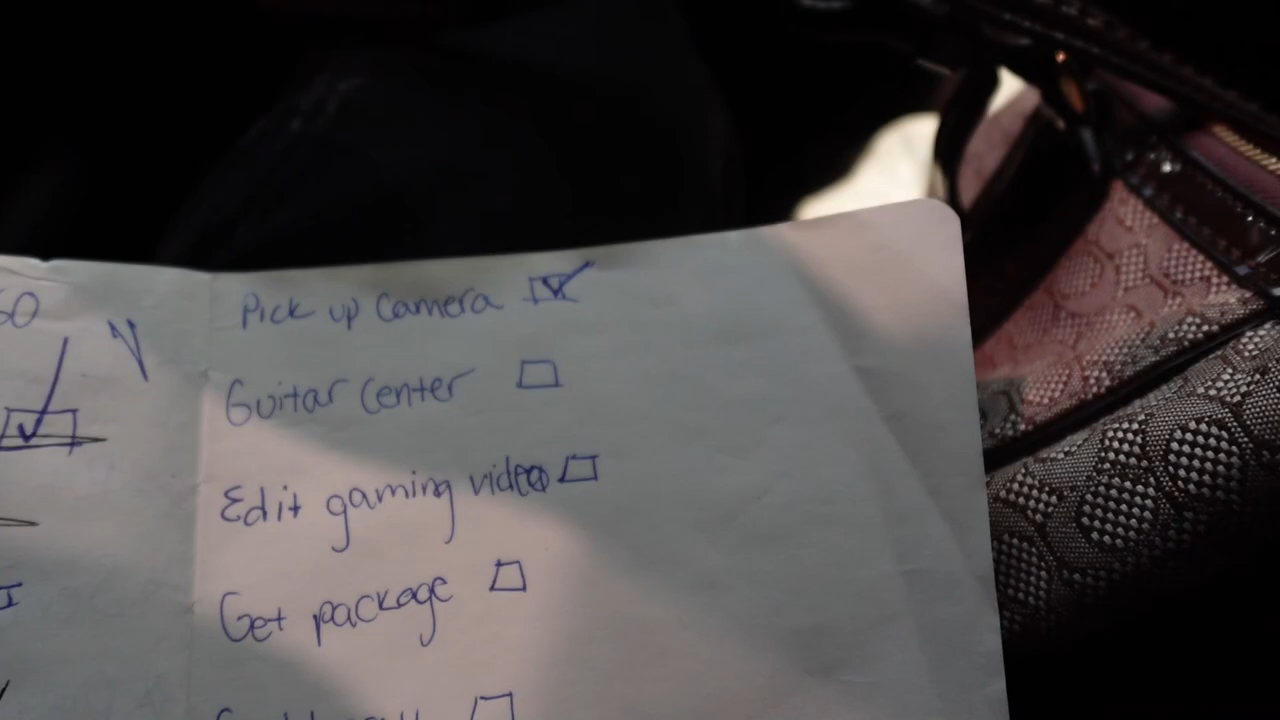 Pick up camera
Guitar center
Edit gaming video
Get package